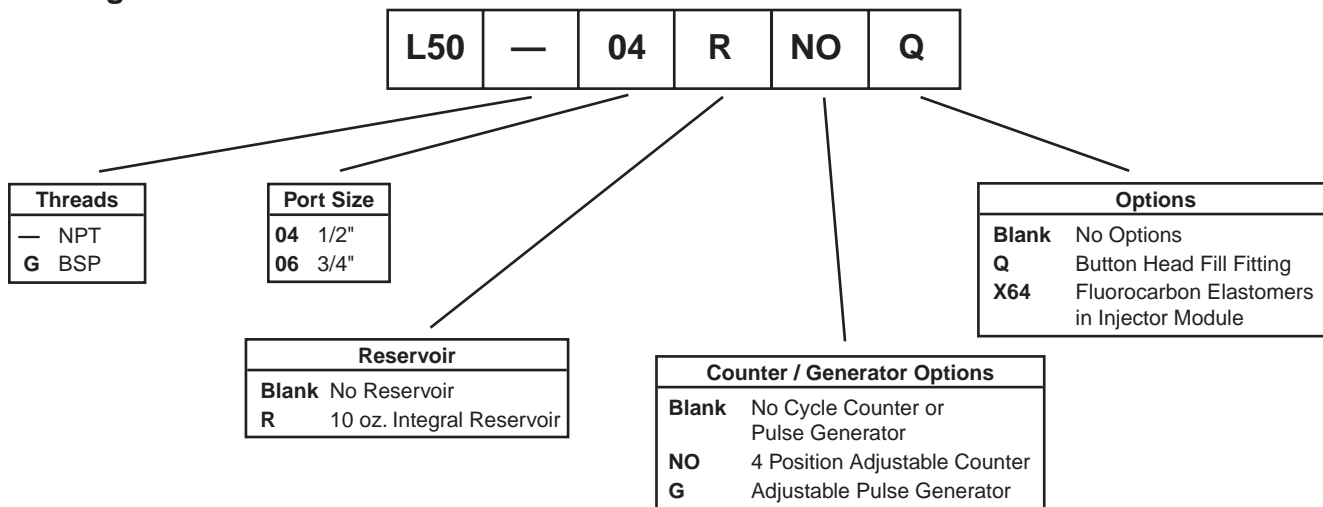 L50 — 04 R NO Q
Threads
— NPT
G BSP
Port Size
04 1/2"
06 3/4"
Reservoir
Blank No Reservoir
R 10 oz. Integral Reservoir
Counter / Generator Options
Blank No Cycle Counter or
Pulse Generator
NO 4 Position Adjustable Counter
G Adjustable Pulse Generator
Options
Blank No Options
Q Button Head Fill Fitting
X64 Fluorocarbon Elastomers
in Injector Module